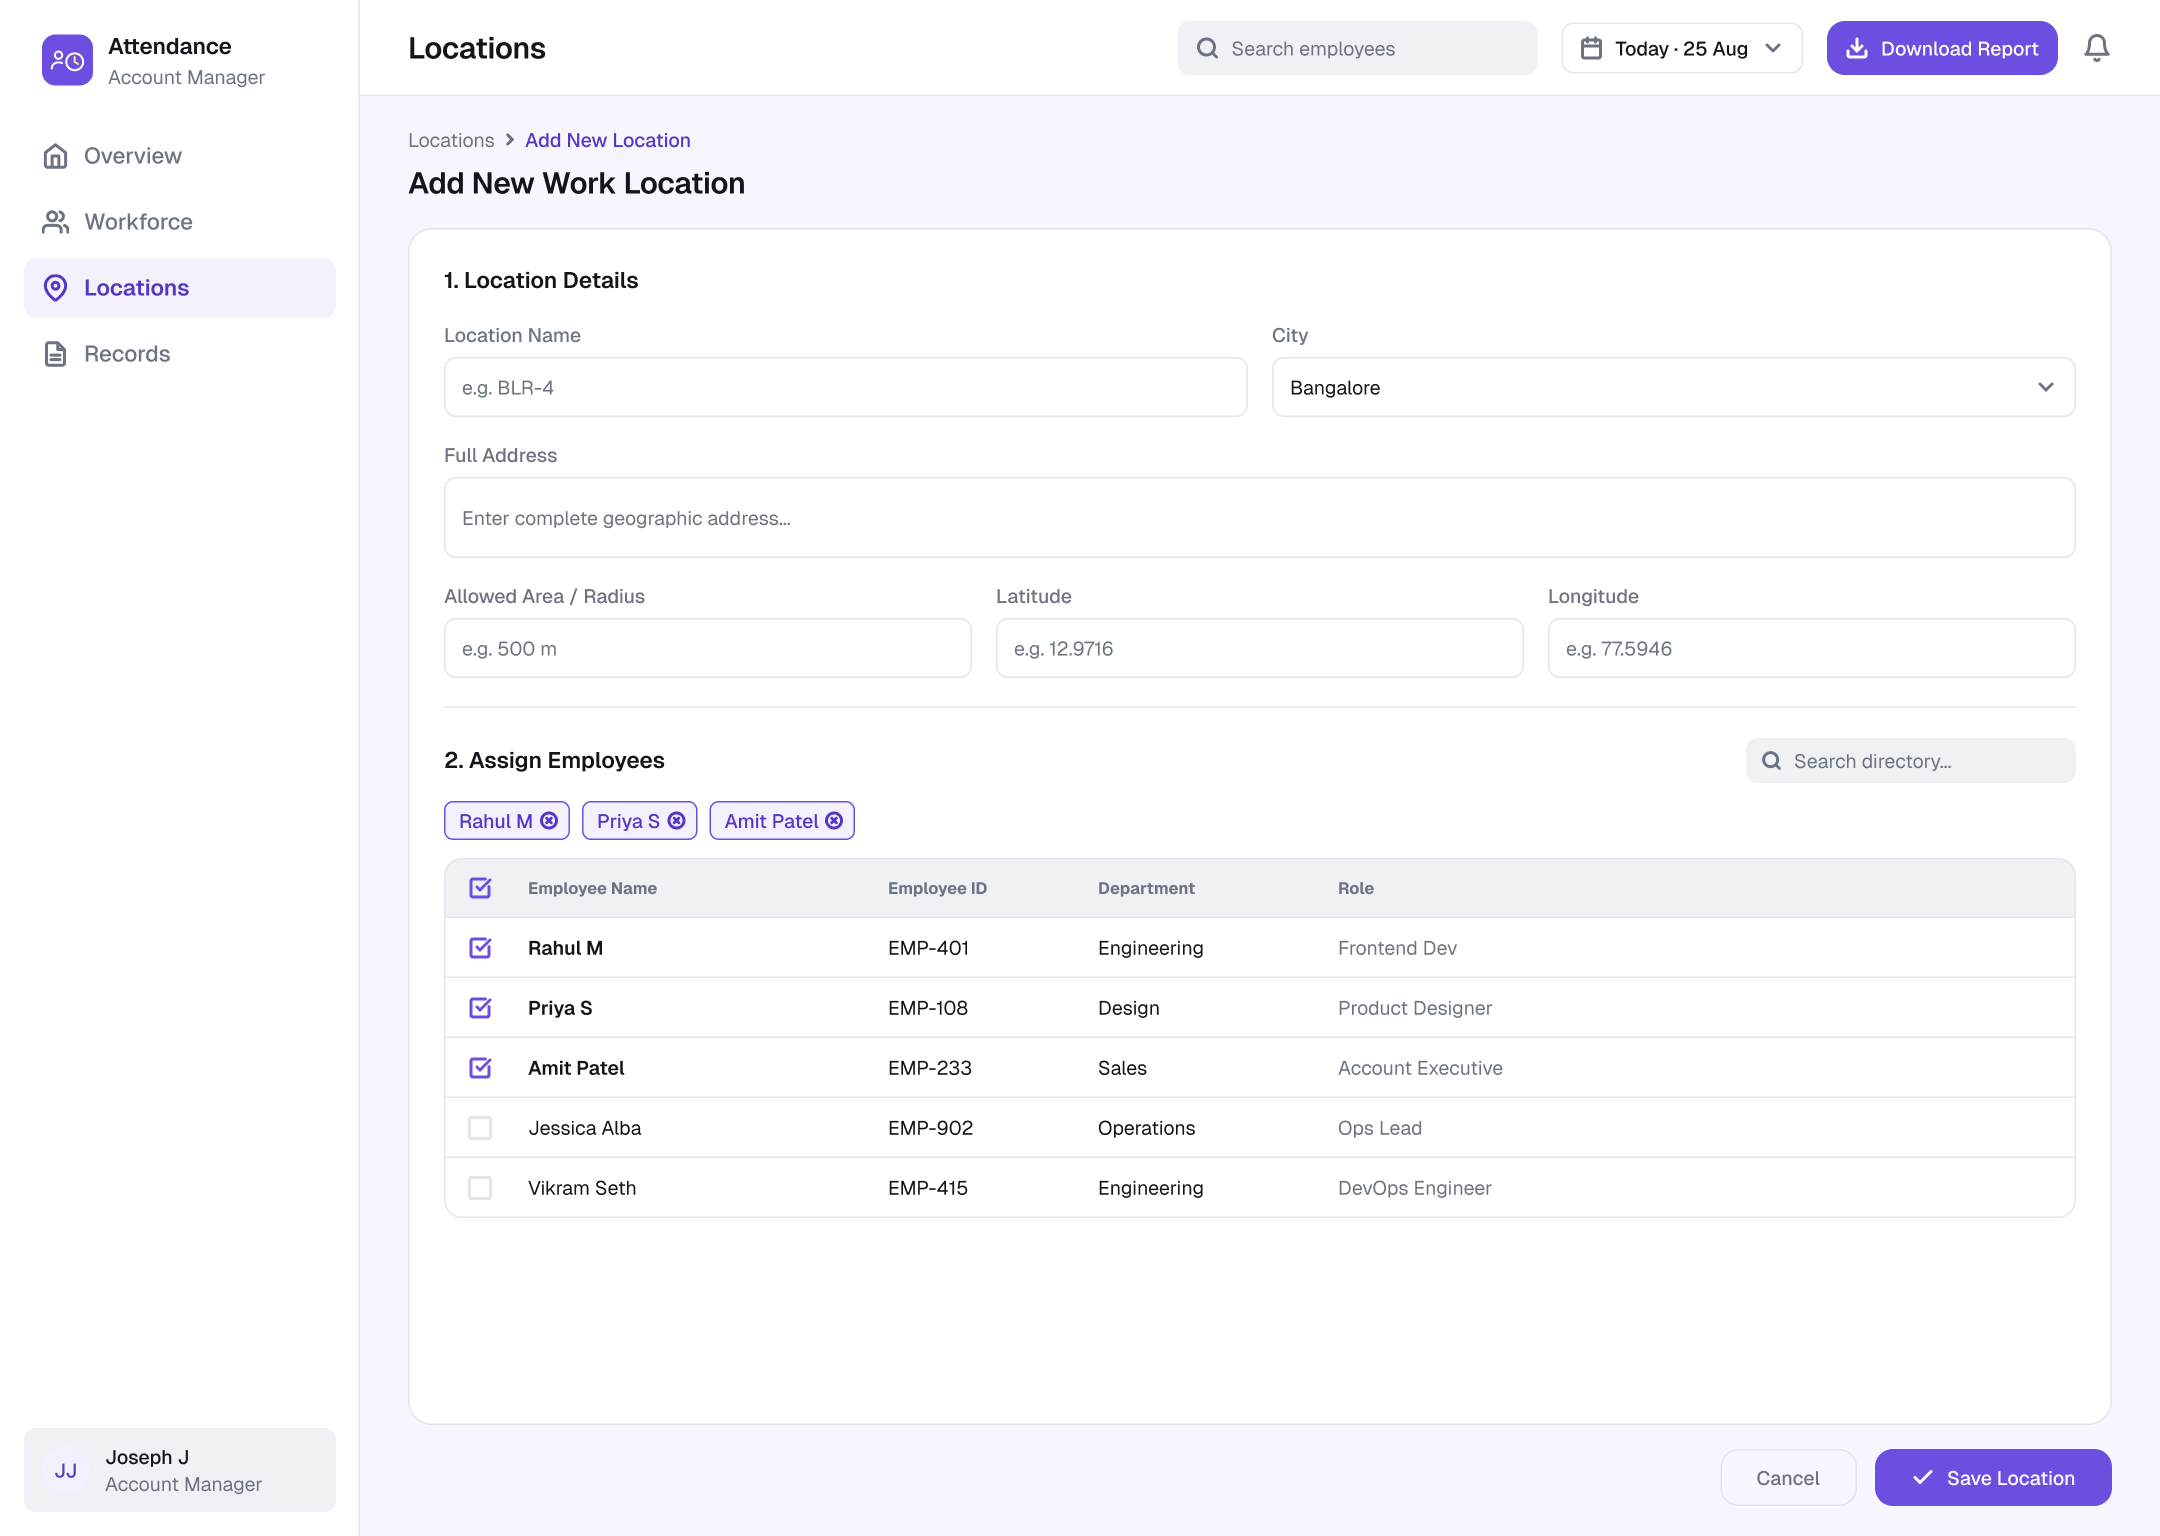 Attendance
Account Manager
Overview
Workforce
Locations
Records
Joseph J
Account Manager
JJ
Locations
Search employees
Today · 25 Aug
Download Report
Locations > Add New Location
Add New Work Location
1. Location Details
Location Name
City
e.g. BLR-4
Bangalore
Full Address
Enter complete geographic address...
Allowed Area / Radius
Latitude
Longitude
e.g. 500 m
e.g. 12.9716
e.g. 77.5946
2. Assign Employees
Search directory...
Rahul M
Priya S
Amit Patel
Employee Name Employee ID Department Role
Rahul M EMP-401 Engineering Frontend Dev
Priya S EMP-108 Design Product Designer
Amit Patel EMP-233 Sales Account Executive
Jessica Alba EMP-902 Operations Ops Lead
Vikram Seth EMP-415 Engineering DevOps Engineer
Cancel
Save Location